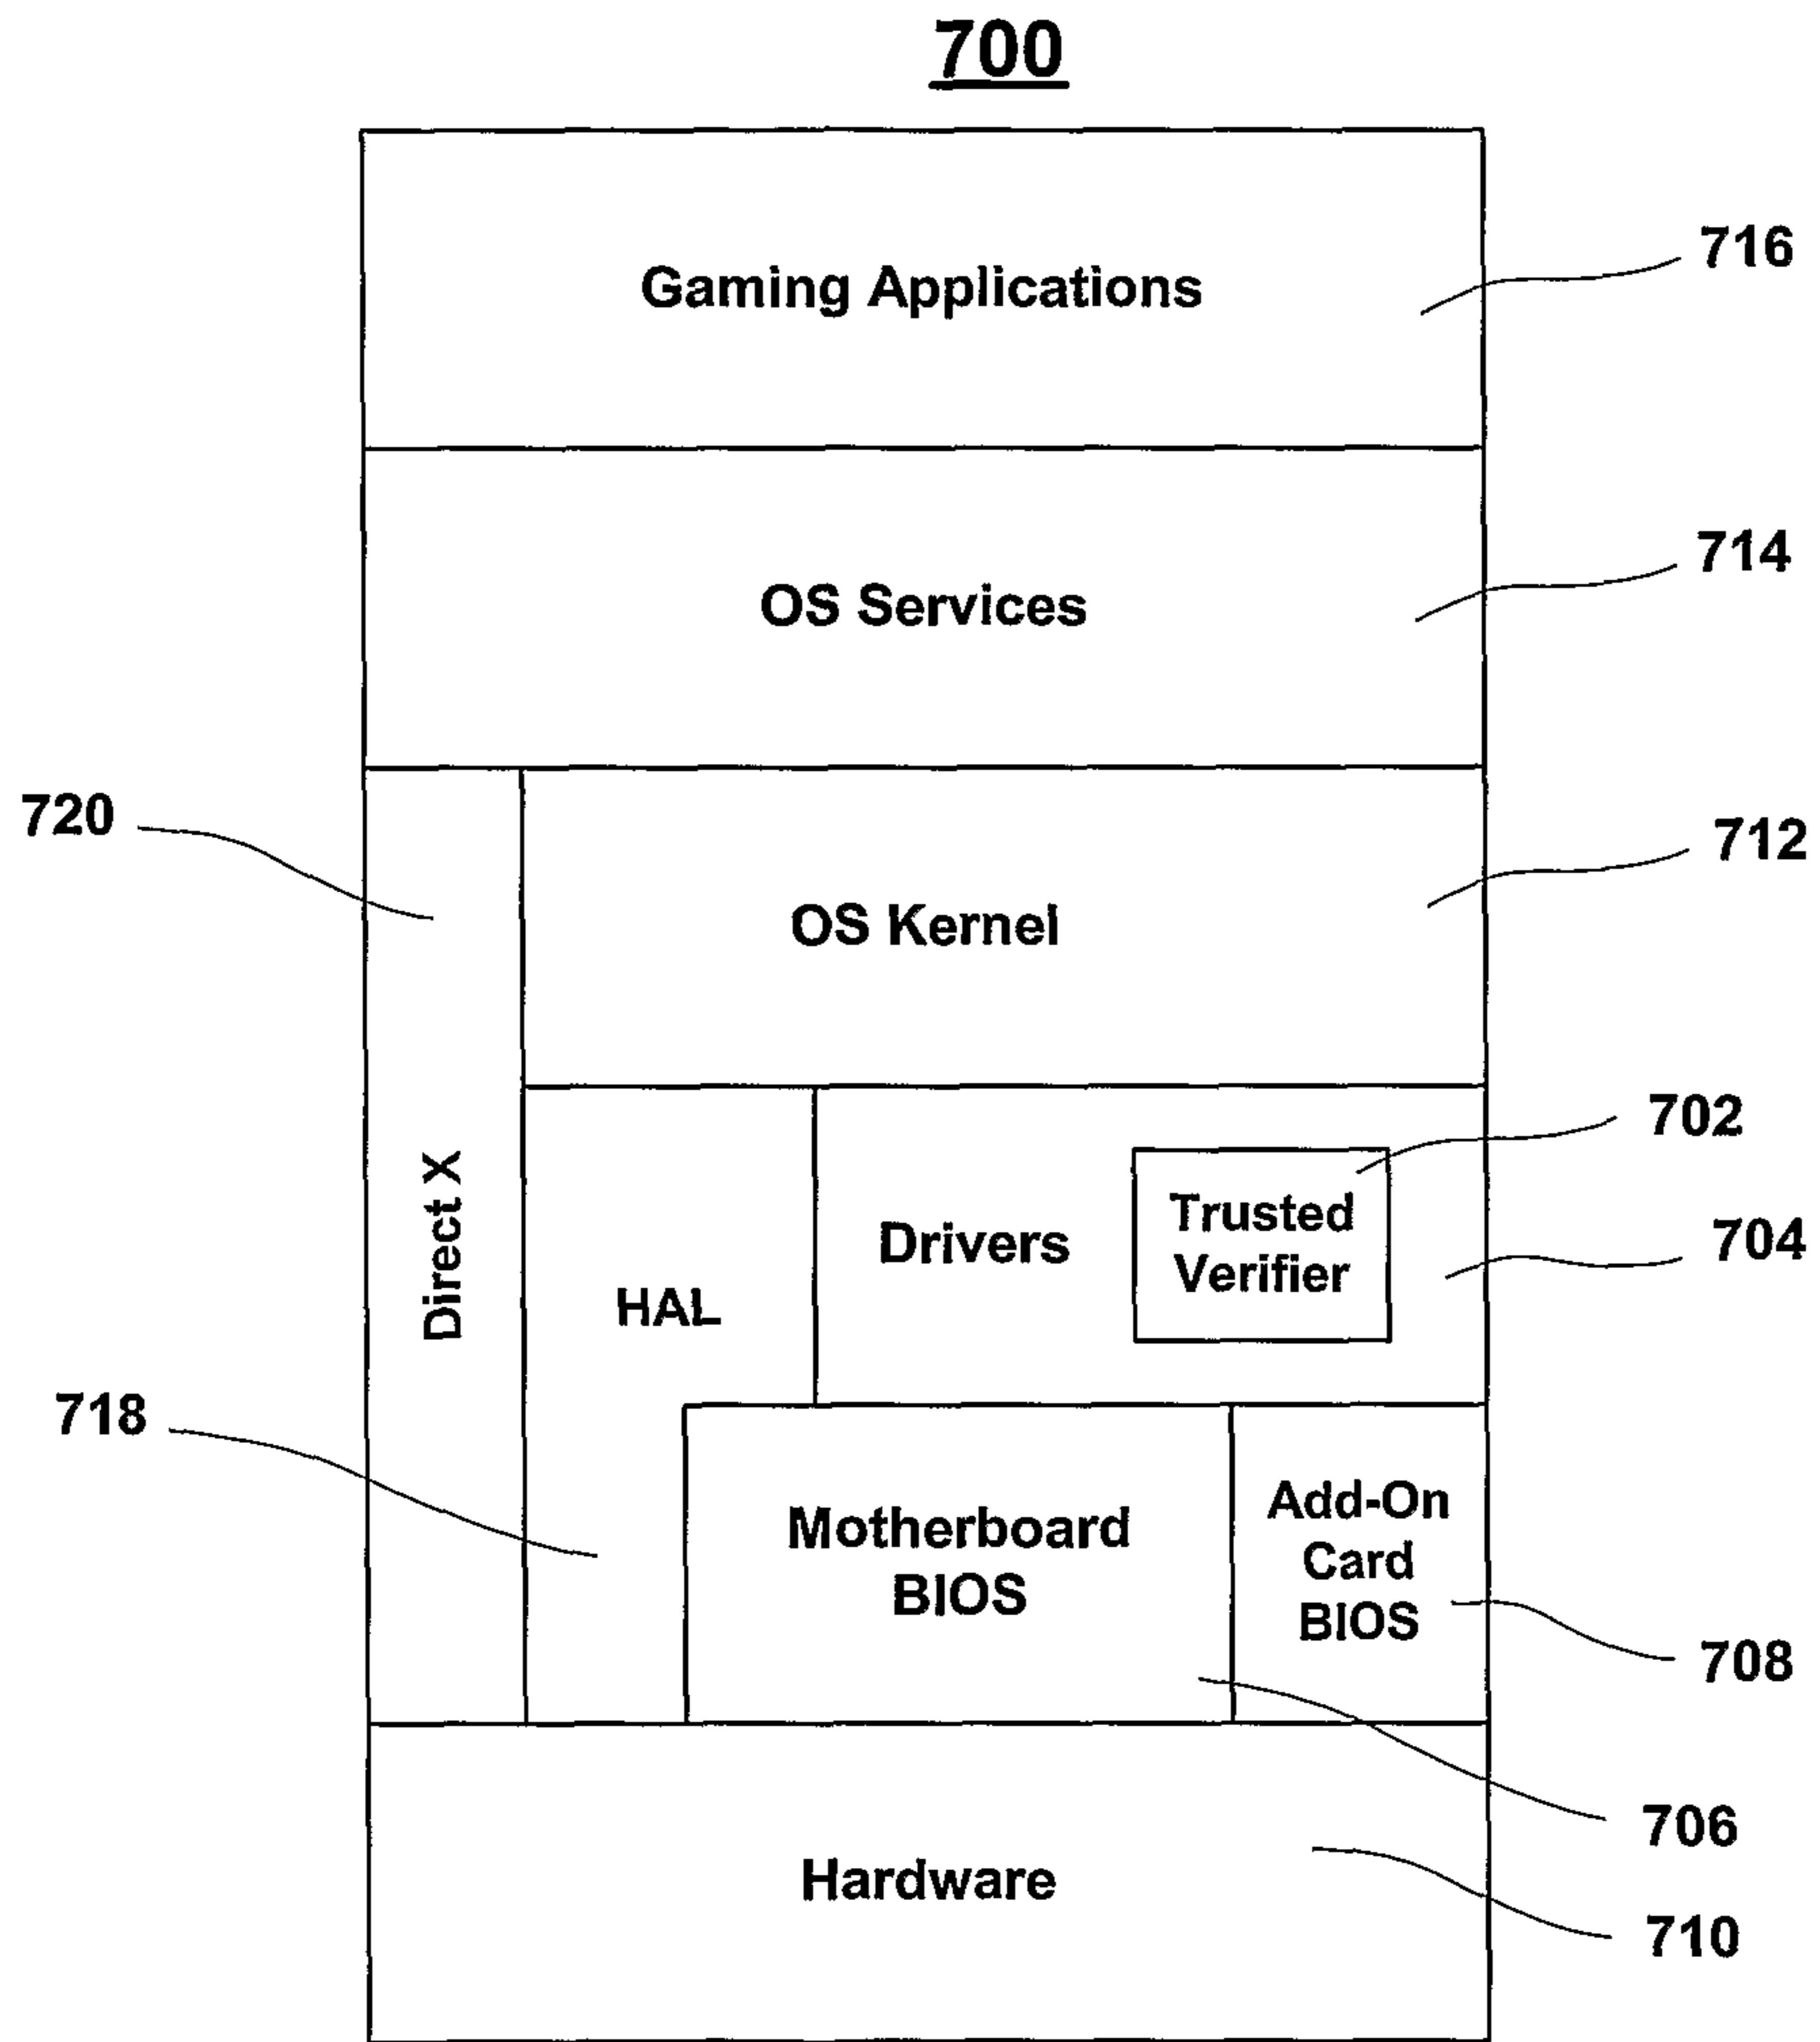 700
Gaming Applications
716
OS Services
714
720
OS Kernel
712
Direct X
HAL
Drivers
Trusted
Verifier
702
704
718
Motherboard
BIOS
Add-On
Card
BIOS
708
706
Hardware
710